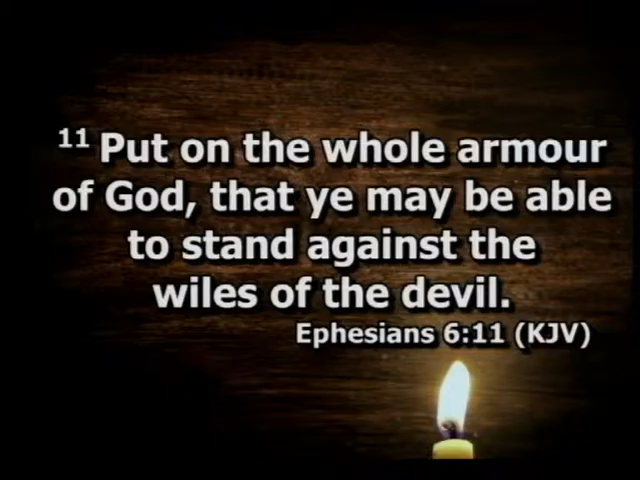 11 Put on the whole armour
of God, that ye may be able
to stand against the
wiles of the devil.
Ephesians 6:11 (KJV)